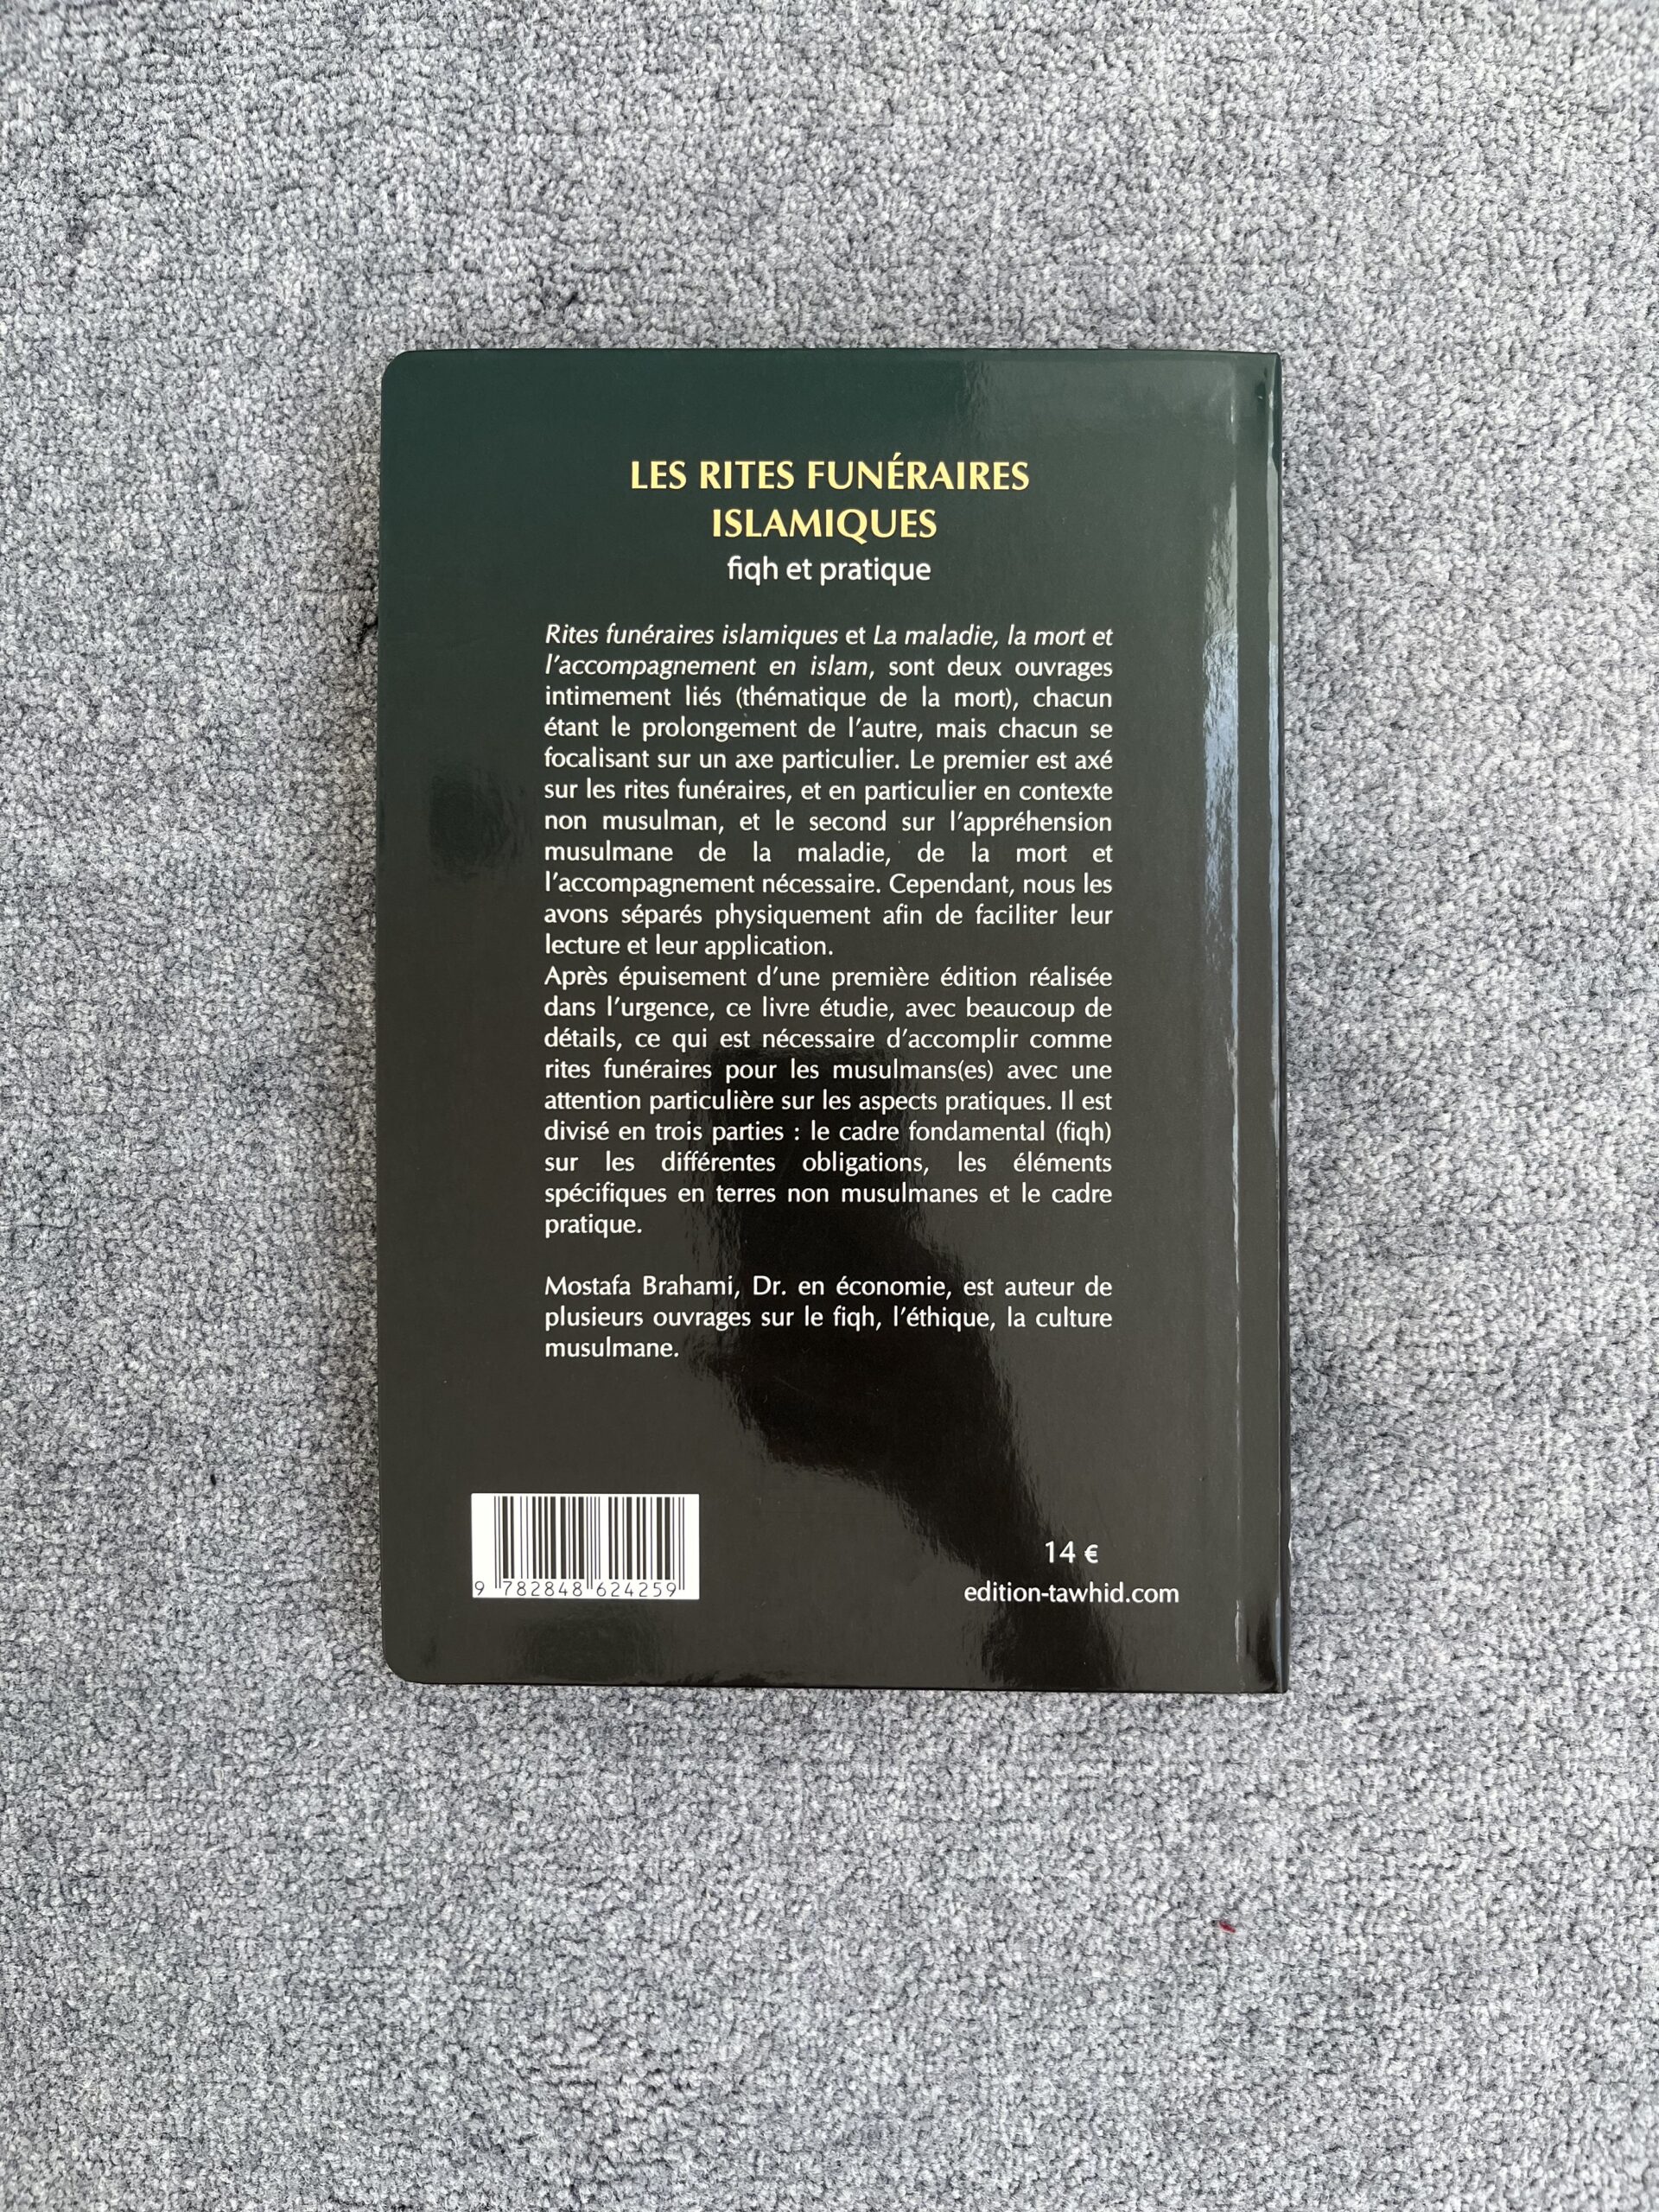 LES RITES FUNÉRAIRES
ISLAMIQUES
fiqh et pratique
Rites funéraires islamiques et La maladie, la mort et
l'accompagnement en islam, sont deux ouvrages
intimement liés (thématique de la mort), chacun
étant le prolongement de l'autre, mais chacun se
focalisant sur un axe particulier. Le premier est axé
sur les rites funéraires, et en particulier en contexte
non musulman, et le second sur l'appréhension
musulmane de la maladie, de la mort et
l'accompagnement nécessaire. Cependant, nous les
avons séparés physiquement afin de faciliter leur
lecture et leur application.
Après épuisement d'une première édition réalisée
dans l'urgence, ce livre étudie, avec beaucoup de
détails, ce qui est nécessaire d'accomplir comme
rites funéraires pour les musulmans(es) avec une
attention particulière sur les aspects pratiques. Il est
divisé en trois parties : le cadre fondamental (fiqh)
sur les différentes obligations, les éléments
spécifiques en terres non musulmanes et le cadre
pratique.
Mostafa Brahami, Dr. en économie, est auteur de
plusieurs ouvrages sur le fiqh, l'éthique, la culture
musulmane.
9 782848 624259
14 €
edition-tawhid.com